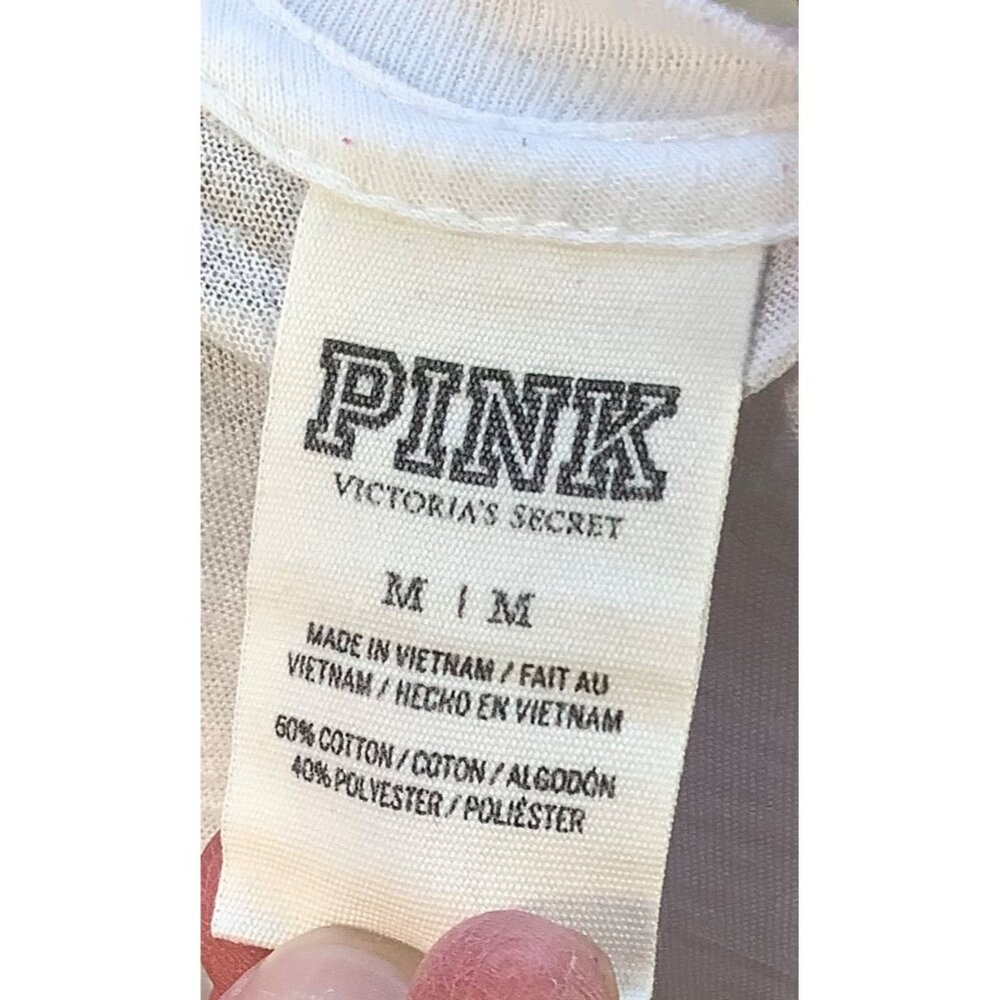 PINK
VICTORIA'S SECRET
M | M
MADE IN VIETNAM / FAIT AU
VIETNAM / HECHO EN VIETNAM
60% COTTON / COTON / ALGODÓN
40% POLYESTER / POLIÉSTER